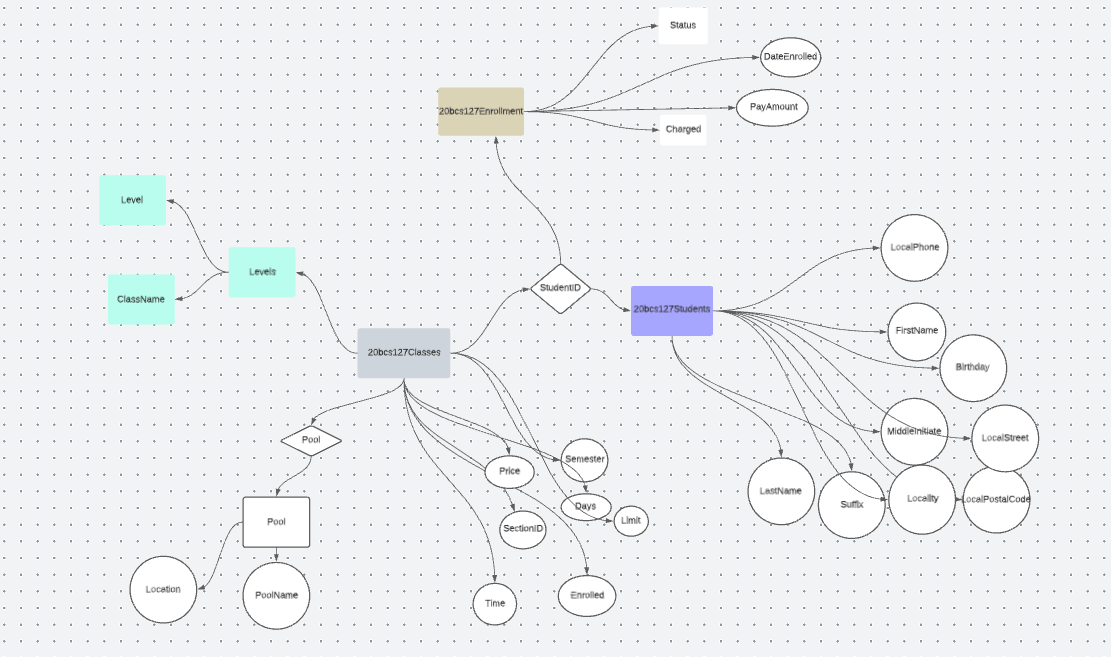 Status
DateEnrolled
PayAmount
20bcs127Enrollment
Charged
Level
LocalPhone
Levels
StudentID
ClassName
20bcs127Students
FirstName
20bcs127Classes
Birthday
MiddleInitiate
LocalStreet
Pool
Semester
Price
LastName
Suffix
Locality
LocalPostalCode
Days
Limit
Pool
SectionID
Location
PoolName
Time
Enrolled